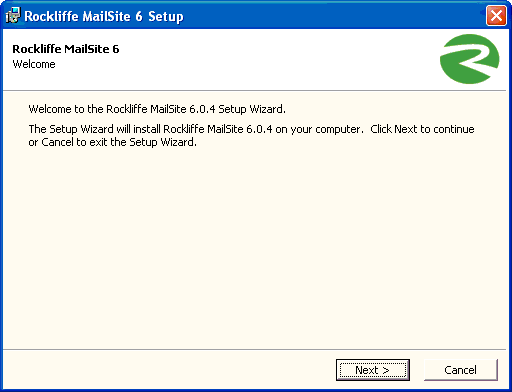 Rockliffe MailSite 6 Setup
Rockliffe MailSite 6
Welcome
Welcome to the Rockliffe MailSite 6.0.4 Setup Wizard.
The Setup Wizard will install Rockliffe MailSite 6.0.4 on your computer.  Click Next to continue
or Cancel to exit the Setup Wizard.
Next >
Cancel